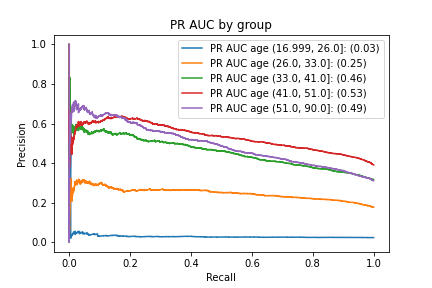 PR AUC by group
PR AUC age (16.999, 26.0]: (0.03)
PR AUC age (26.0, 33.0]: (0.25)
PR AUC age (33.0, 41.0]: (0.46)
PR AUC age (41.0, 51.0]: (0.53)
PR AUC age (51.0, 90.0]: (0.49)
Precision
1.0
0.8
0.6
0.4
0.2
0.0
0.0 0.2 0.4 0.6 0.8 1.0
Recall